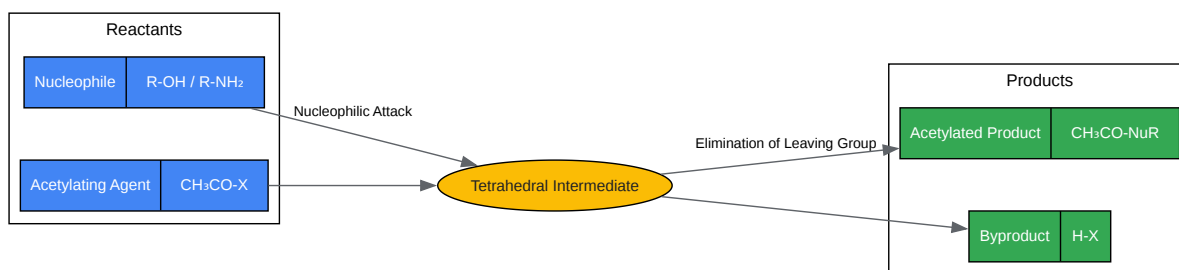 Reactants
Nucleophile
R-OH / R-NH₂
Nucleophilic Attack
Acetylating Agent
CH₃CO-X
Tetrahedral Intermediate
Elimination of Leaving Group
Products
Acetylated Product
CH₃CO-NuR
Byproduct
H-X